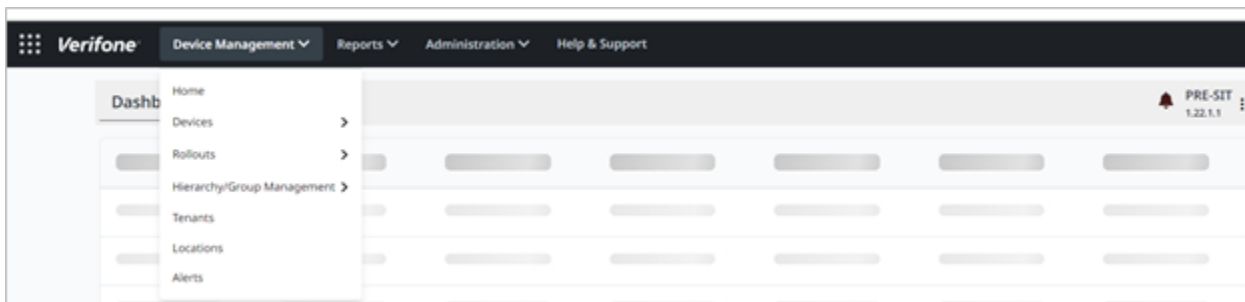 Verifone Device Management Reports Administration Help & Support
Home
Dashb
PRE-SIT
1.22.1.1
Devices
Rollouts
Hierarchy/Group Management
Tenants
Locations
Alerts